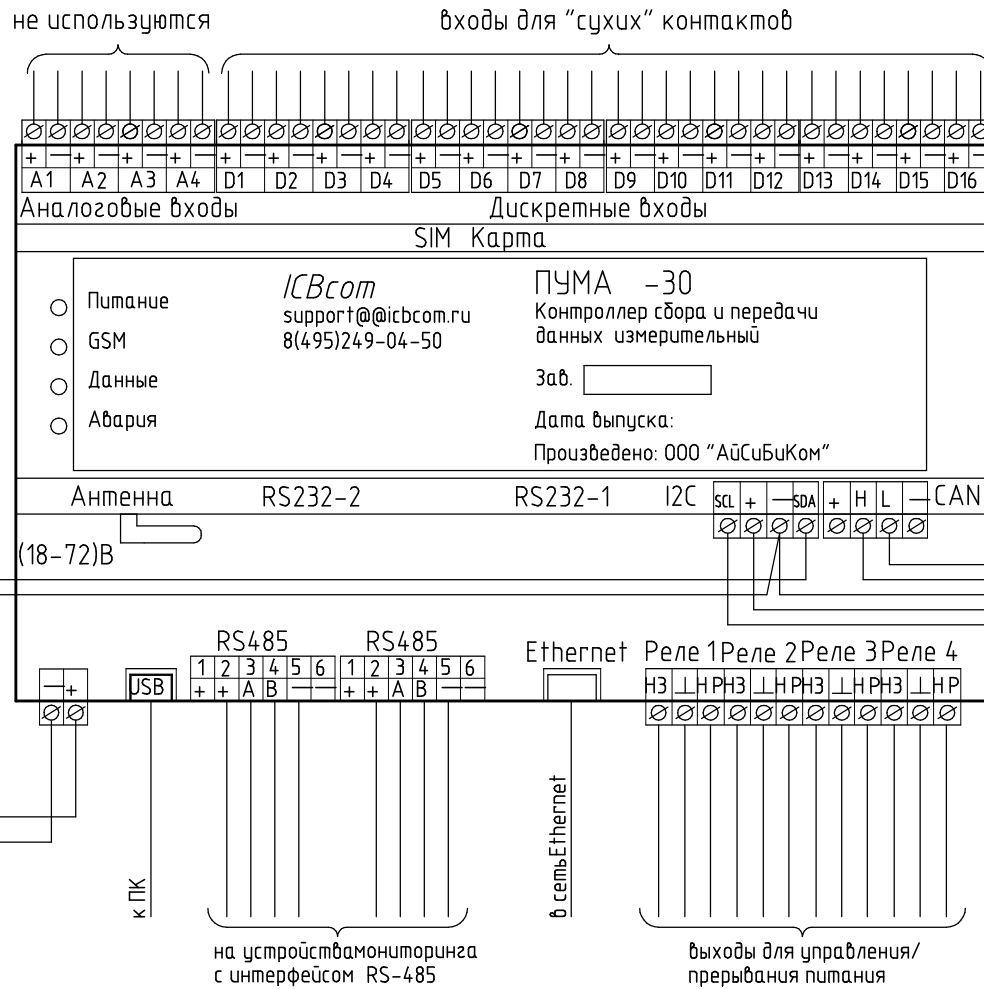 не используются
входы для "сухих" контактов
+ — + — + — + — + — + — + — + — + — + — + — + — + — + — + — + — + — + — + — + —
A1 A2 A3 A4 D1 D2 D3 D4 D5 D6 D7 D8 D9 D10 D11 D12 D13 D14 D15 D16
Аналоговые входы
Дискретные входы
SIM Карта
Питание
GSM
Данные
Авария
ICBcom
support@@icbcom.ru
8(495)249-04-50
ПУМА -30
Контроллер сбора и передачи
данных измерительный
Зав.
Дата выпуска:
Произведено: ООО "АйСиБиКом"
Антенна RS232-2 RS232-1 I2C SCL + — SDA + H L — CAN
(18-72)В
RS485 RS485
1 2 3 4 5 6 1 2 3 4 5 6
+ + A B — — + + A B — —
— +
USB
Ethernet
Реле 1 Реле 2 Реле 3 Реле 4
НЗ ⊥ НР НЗ ⊥ НР НЗ ⊥ НР НЗ ⊥ НР
к ПК
в сетьEthernet
на устройствамониторинга
с интерфейсом RS-485
выходы для управления/
прерывания питания